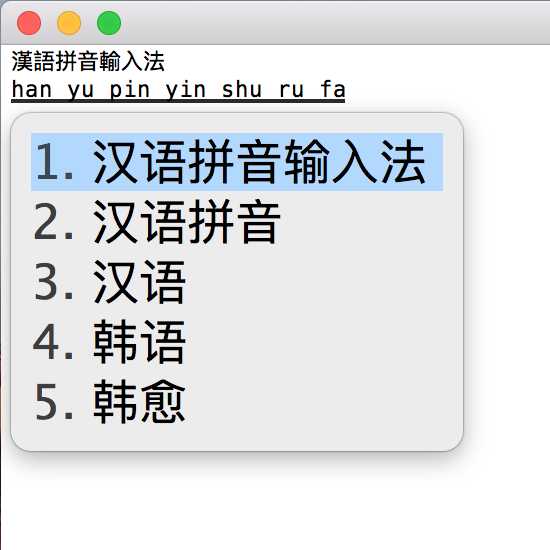 漢語拼音輸入法
han yu pin yin shu ru fa
1. 汉语拼音输入法
2. 汉语拼音
3. 汉语
4. 韩语
5. 韩愈